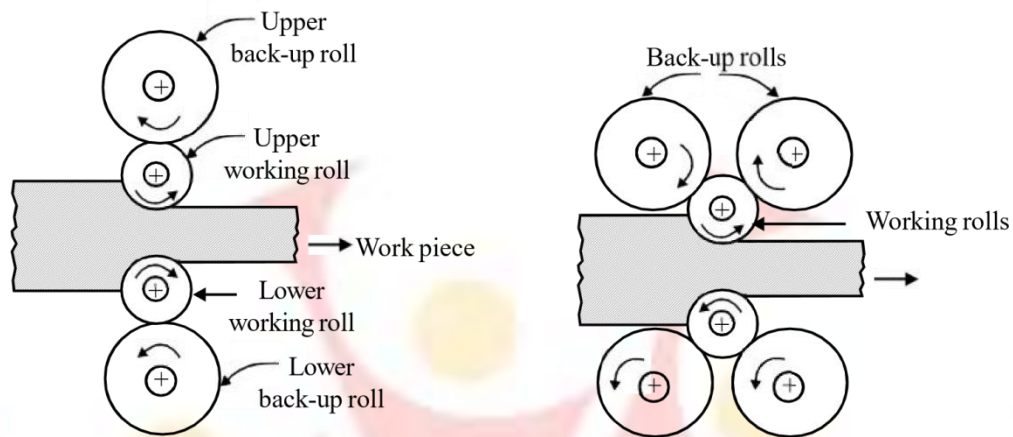 Upper
back-up roll
Upper
working roll
Work piece
Lower
working roll
Lower
back-up roll
Back-up rolls
Working rolls